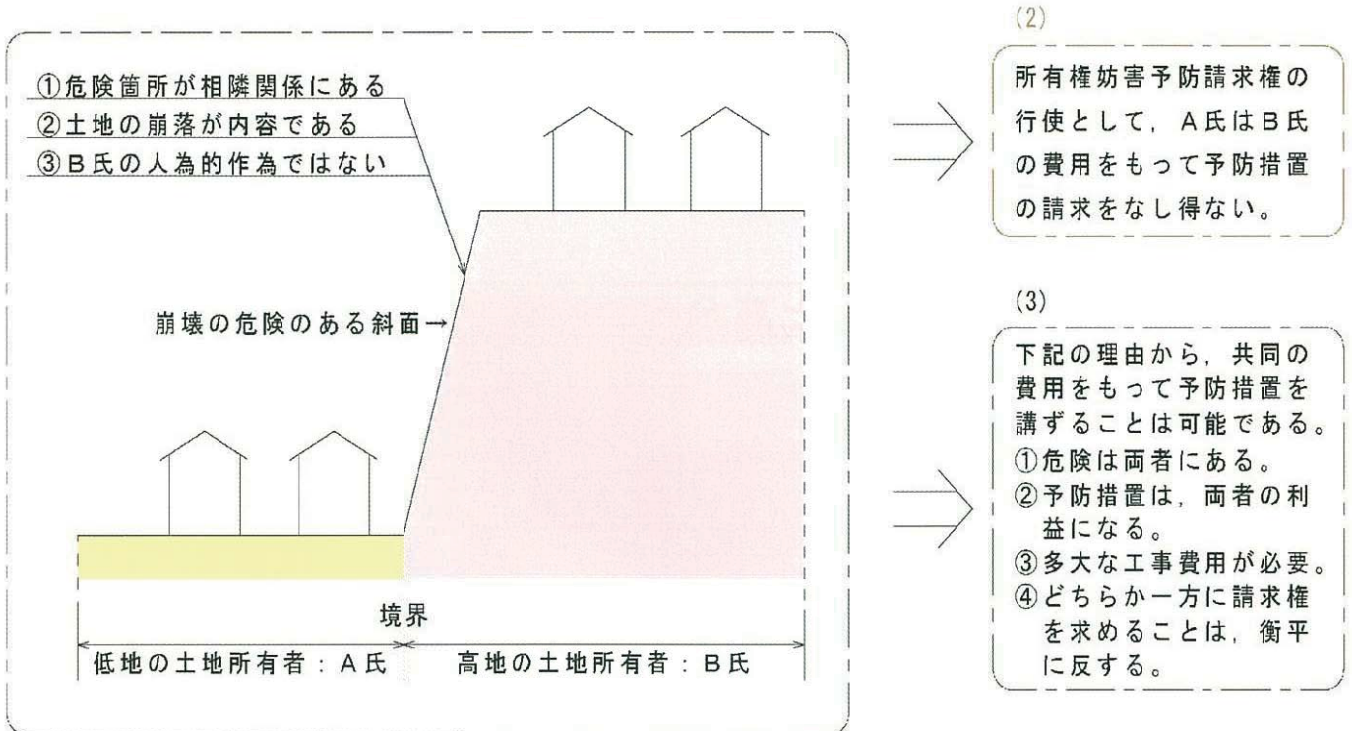 ①危険箇所が相隣関係にある
②土地の崩落が内容である
③B氏の人為的作為ではない
崩壊の危険のある斜面→
境界
低地の土地所有者：A氏
高地の土地所有者：B氏
(2)
所有権妨害予防請求権の
行使として，A氏はB氏
の費用をもって予防措置
の請求をなし得ない。
(3)
下記の理由から，共同の
費用をもって予防措置を
講ずることは可能である。
①危険は両者にある。
②予防措置は，両者の利
益になる。
③多大な工事費用が必要。
④どちらか一方に請求権
を求めることは，衡平
に反する。